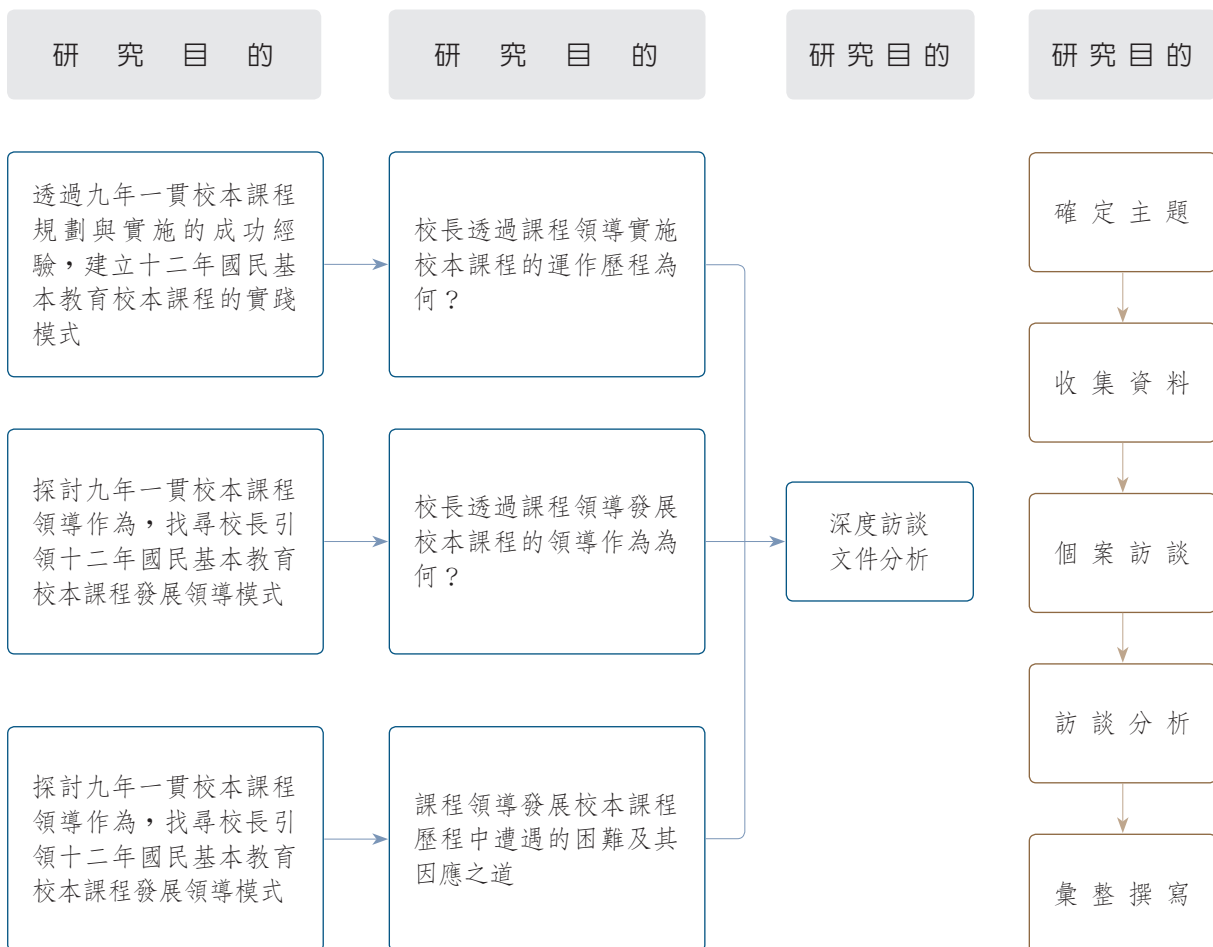 研究目的
研究目的
研究目的
研究目的
透過九年一貫校本課程
規劃與實施的成功經
驗，建立十二年國民基
本教育校本課程的實踐
模式
校長透過課程領導實施
校本課程的運作歷程為
何？
探討九年一貫校本課程
領導作為，找尋校長引
領十二年國民基本教育
校本課程發展領導模式
校長透過課程領導發展
校本課程的領導作為為
何？
探討九年一貫校本課程
領導作為，找尋校長引
領十二年國民基本教育
校本課程發展領導模式
課程領導發展校本課程
歷程中遭遇的困難及其
因應之道
深度訪談
文件分析
確定主題
收集資料
個案訪談
訪談分析
彙整撰寫